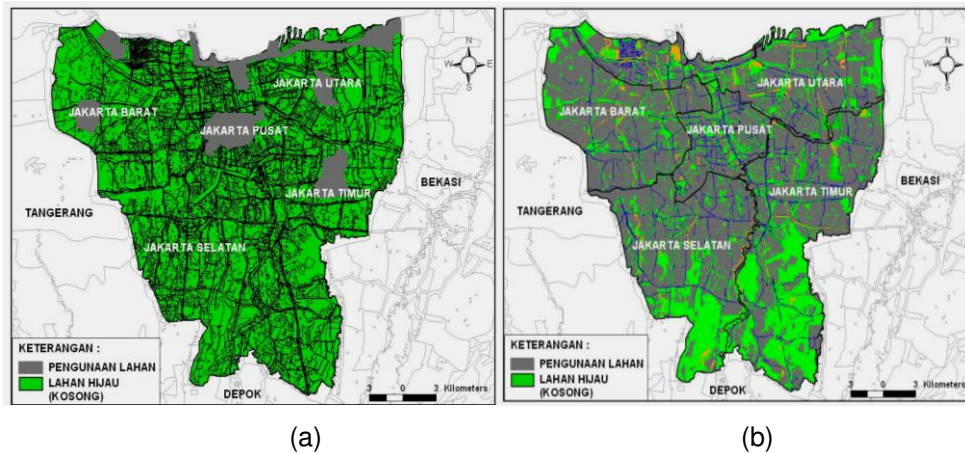 N
W E
S
JAKARTA UTARA
JAKARTA BARAT
JAKARTA PUSAT
JAKARTA TIMUR
BEKASI
TANGERANG
JAKARTA SELATAN
KETERANGAN :
PENGUNAAN LAHAN
LAHAN HIJAU
(KOSONG)
DEPOK
3 0 3 Kilometers
(a)
N
W E
S
JAKARTA UTARA
JAKARTA BARAT
JAKARTA PUSAT
JAKARTA TIMUR
BEKASI
TANGERANG
JAKARTA SELATAN
KETERANGAN :
PENGUNAAN LAHAN
LAHAN HIJAU
(KOSONG)
DEPOK
3 0 3 Kilometers
(b)